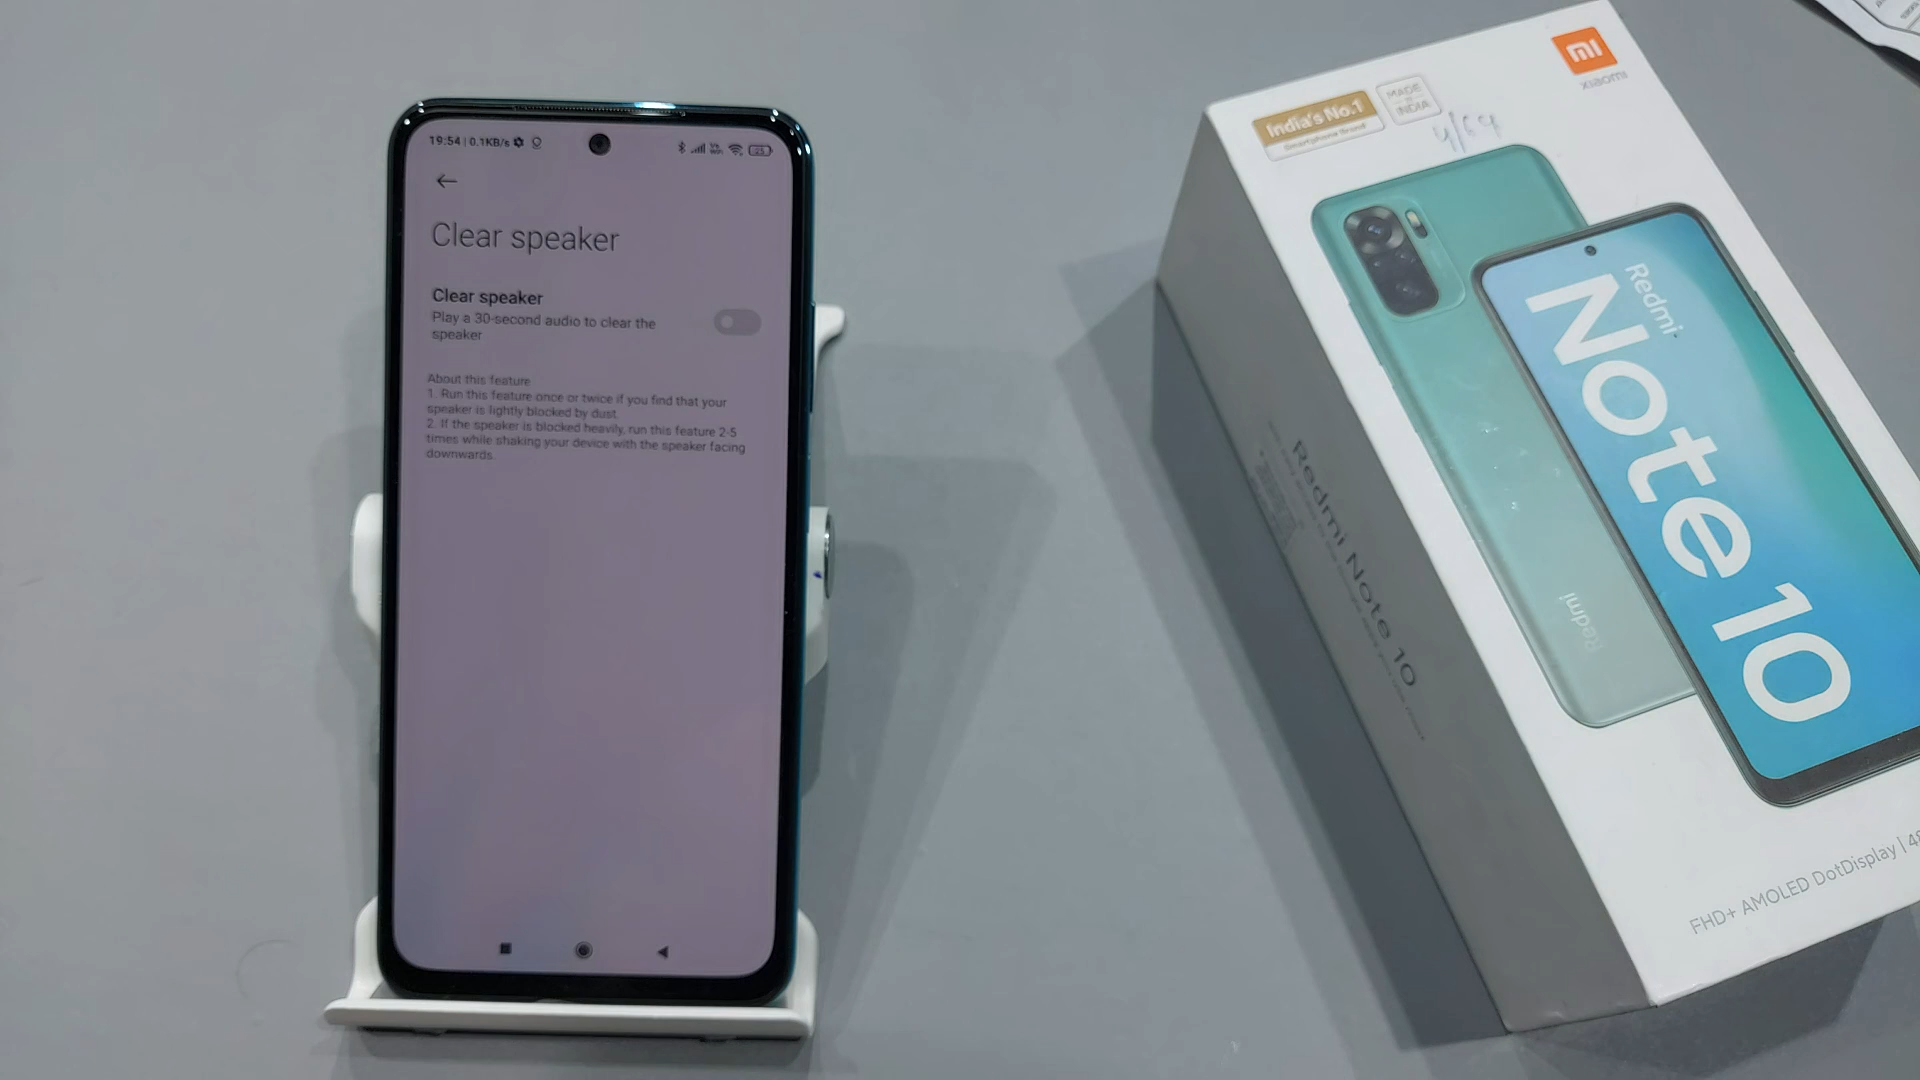 19:54 | 0.1KB/s
Clear speaker
Clear speaker
Play a 30-second audio to clear the
speaker
About this feature
1. Run this feature once or twice if you find that your
speaker is lightly blocked by dust.
2. If the speaker is blocked heavily, run this feature 2-5
times while shaking your device with the speaker facing
downwards.
mi
xiaomi
India's No.1
Smartphone Brand
MADE
IN
INDIA
4/64
Redmi
Note 10
Redmi
Redmi Note 10
FHD+ AMOLED DotDisplay | 48